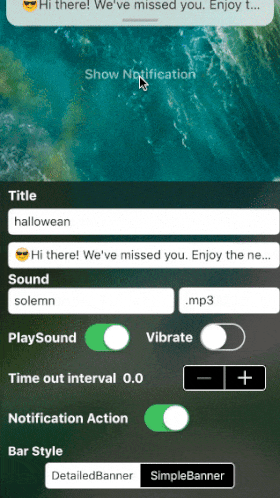 😎Hi there! We've missed you. Enjoy t...
Show Notification
Title
hallowean
😎Hi there! We've missed you. Enjoy the ne...
Sound
solemn .mp3
PlaySound Vibrate
Time out interval 0.0 — +
Notification Action
Bar Style
DetailedBanner SimpleBanner